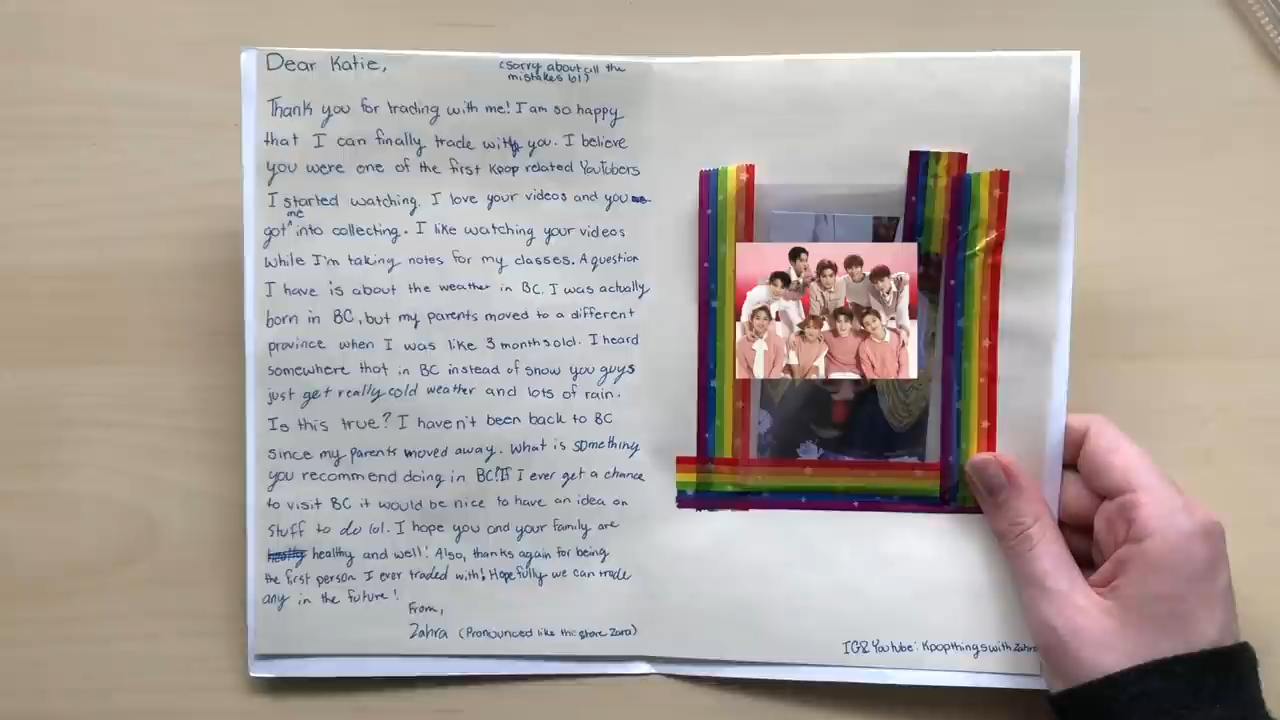 Dear Katie,
(sorry about all the
mistakes lol)
Thank you for trading with me! I am so happy
that I can finally trade with you. I believe
you were one of the first Kpop related YouTubers
I started watching. I love your videos and you
got me into collecting. I like watching your videos
while I'm taking notes for my classes. A question
I have is about the weather in BC. I was actually
born in BC, but my parents moved to a different
province when I was like 3 months old. I heard
somewhere that in BC instead of snow you guys
just get really cold weather and lots of rain.
Is this true? I haven't been back to BC
since my parents moved away. What is something
you recommend doing in BC? If I ever get a chance
to visit BC it would be nice to have an idea on
stuff to do lol. I hope you and your family are
healthy and well! Also, thanks again for being
the first person I ever traded with! Hopefully we can trade
any in the future!
From,
Zahra (Pronounced like the store Zara)
IG & Youtube: KpopthingswithZahra